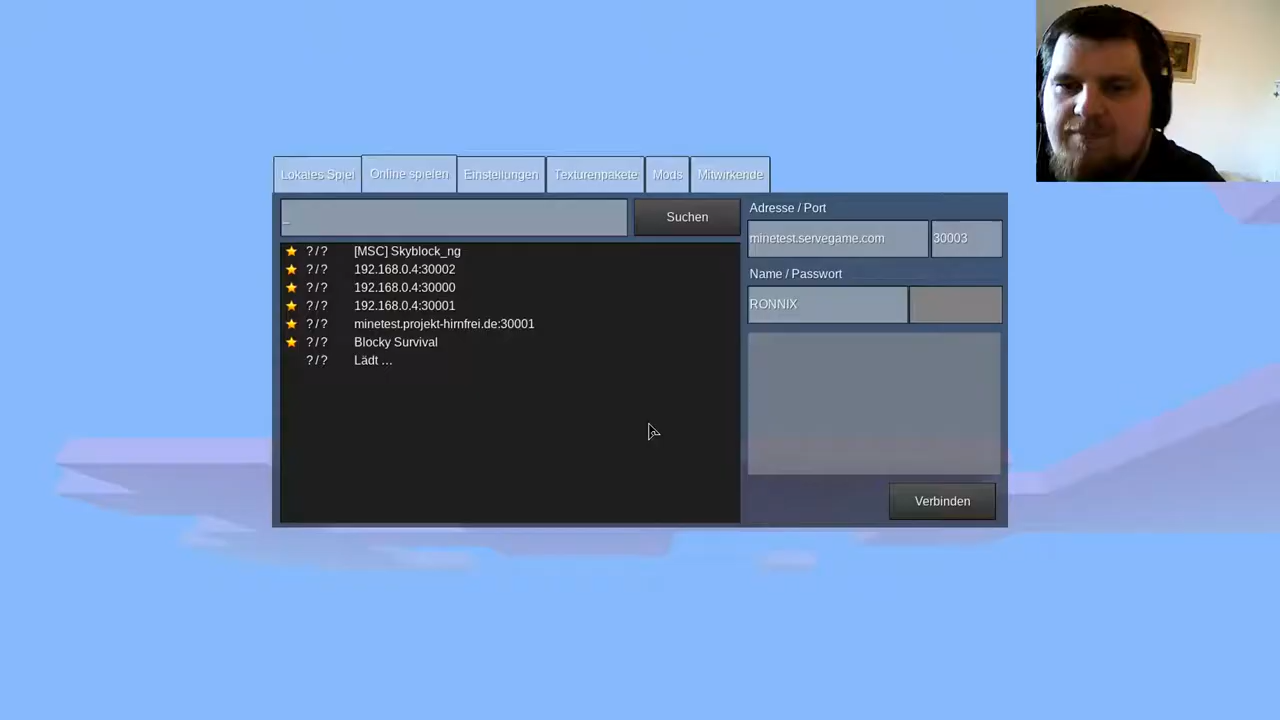 Lokales Spiel Online spielen Einstellungen Texturenpakete Mods Mitwirkende
Suchen
? / ? [MSC] Skyblock_ng
? / ? 192.168.0.4:30002
? / ? 192.168.0.4:30000
? / ? 192.168.0.4:30001
? / ? minetest.projekt-hirnfrei.de:30001
? / ? Blocky Survival
? / ? Lädt ...
Adresse / Port
minetest.servegame.com 30003
Name / Passwort
RONNIX
Verbinden